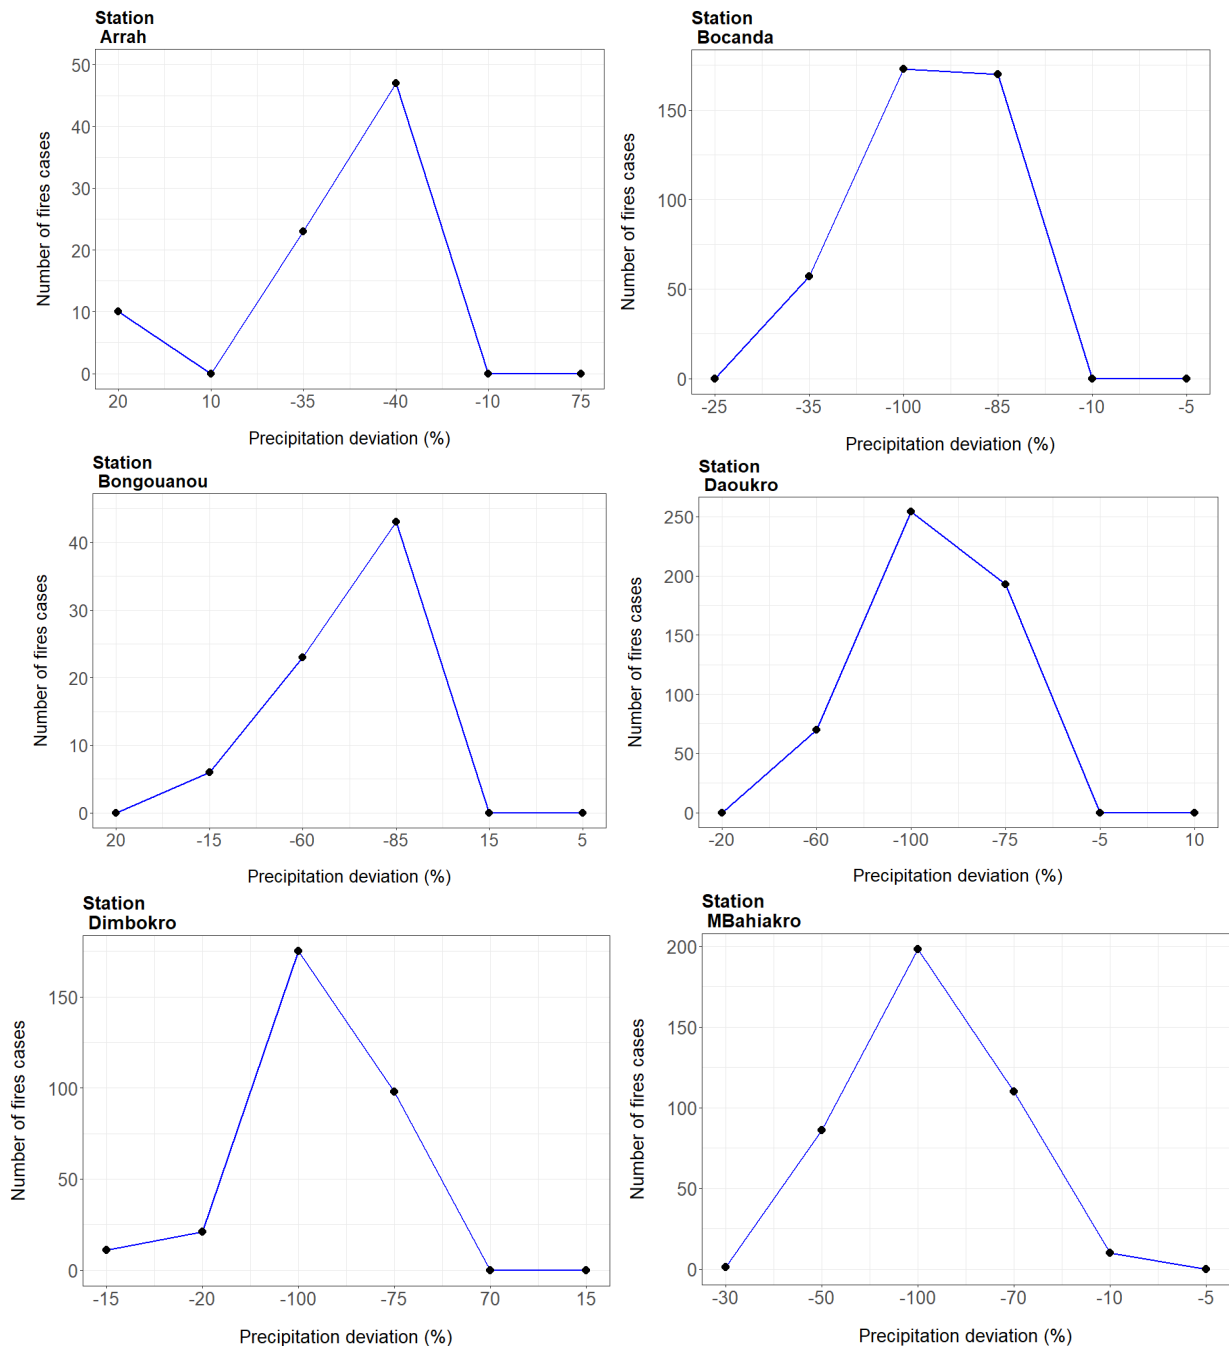 Station
Arrah
Number of fires cases
50
40
30
20
10
0
20 10 -35 -40 -10 75
Precipitation deviation (%)
Station
Bocanda
Number of fires cases
150
100
50
0
-25 -35 -100 -85 -10 -5
Precipitation deviation (%)
Station
Bongouanou
Number of fires cases
40
30
20
10
0
20 -15 -60 -85 15 5
Precipitation deviation (%)
Station
Daoukro
Number of fires cases
250
200
150
100
50
0
-20 -60 -100 -75 -5 10
Precipitation deviation (%)
Station
Dimbokro
Number of fires cases
150
100
50
0
-15 -20 -100 -75 70 15
Precipitation deviation (%)
Station
MBahiakro
Number of fires cases
200
150
100
50
0
-30 -50 -100 -70 -10 -5
Precipitation deviation (%)